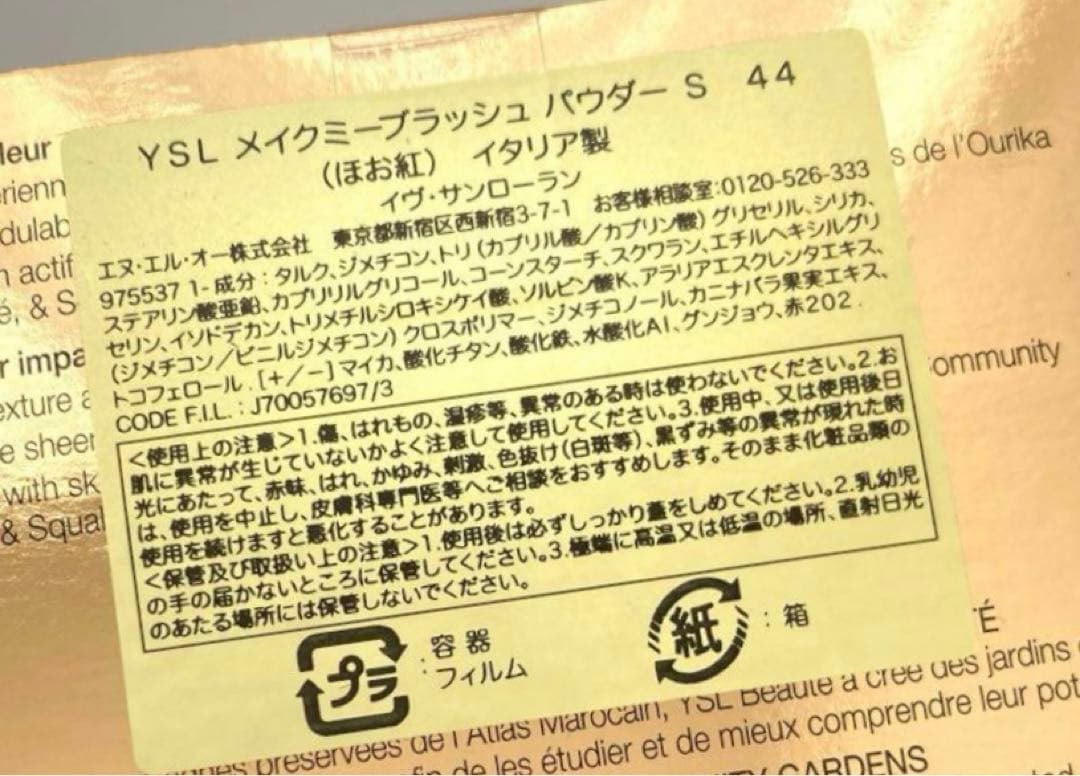 YSL メイクミーブラッシュ パウダー S 44
(ほお紅) イタリア製
イヴ・サンローラン
エヌ・エル・オー株式会社 東京都新宿区西新宿3-7-1 お客様相談室:0120-526-333
975537 1-成分:タルク、ジメチコン、トリ(カプリル酸/カプリン酸)グリセリル、シリカ、
ステアリン酸亜鉛、カプリリルグリコール、コーンスターチ、スクワラン、エチルヘキシルグリ
セリン、イソドデカン、トリメチルシロキシケイ酸、ソルビン酸K、アラリアエスクレンタエキス、
(ジメチコン/ビニルジメチコン)クロスポリマー、ジメチコノール、カニナバラ果実エキス、
トコフェロール.[+/-]マイカ、酸化チタン、酸化鉄、水酸化Al、グンジョウ、赤202.
CODE F.I.L.:J70057697/3
<使用上の注意>1.傷、はれもの、湿疹等、異常のある時は使わないでください。2.お
肌に異常が生じていないかよく注意して使用してください。3.使用中、又は使用後日
光にあたって、赤味、はれ、かゆみ、刺激、色抜け(白斑等)、黒ずみ等の異常が現れた時
は、使用を中止し、皮膚科専門医等へご相談をおすすめします。そのまま化粧品類の
使用を続けますと悪化することがあります。
<保管及び取扱い上の注意>1.使用後は必ずしっかり蓋をしめてください。2.乳幼児
の手の届かないところに保管してください。3.極端に高温又は低温の場所、直射日光
のあたる場所には保管しないでください。
プラ :容器
:フィルム
紙 :箱
leur
s de l'Ourika
érienn
dulab
n actif
é, & S
r impa
ommunity
exture a
e sheer
with sk
& Squa
TÉ
YSL Beauté a créé des jardins
préservées de l'Atlas Marocain,
afin de les étudier et de mieux comprendre leur pot
GARDENS